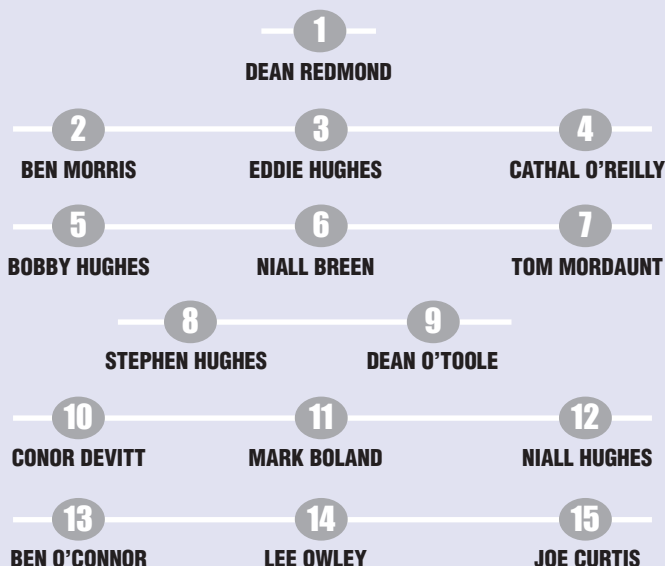 1
DEAN REDMOND
2 3 4
BEN MORRIS EDDIE HUGHES CATHAL O'REILLY
5 6 7
BOBBY HUGHES NIALL BREEN TOM MORDAUNT
8 9
STEPHEN HUGHES DEAN O'TOOLE
10 11 12
CONOR DEVITT MARK BOLAND NIALL HUGHES
13 14 15
BEN O'CONNOR LEE OWLEY JOE CURTIS